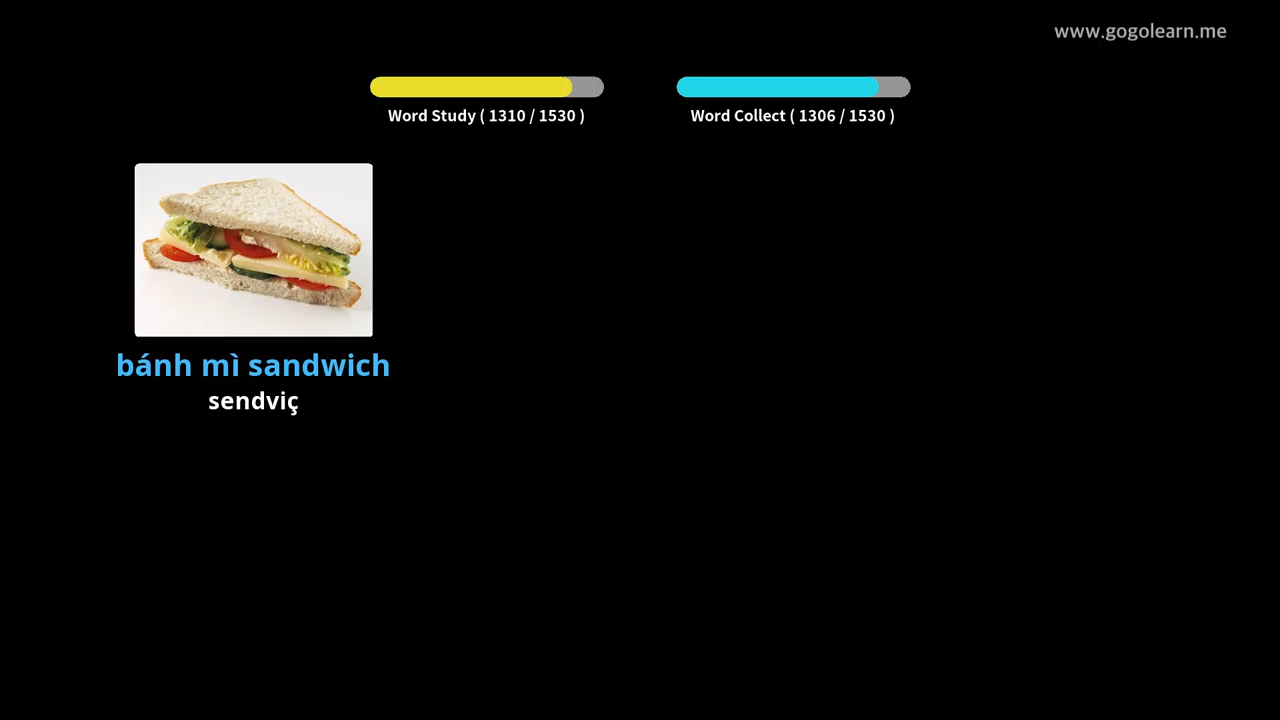 www.gogolearn.me
Word Study ( 1310 / 1530 )
Word Collect ( 1306 / 1530 )
bánh mì sandwich
sendviç